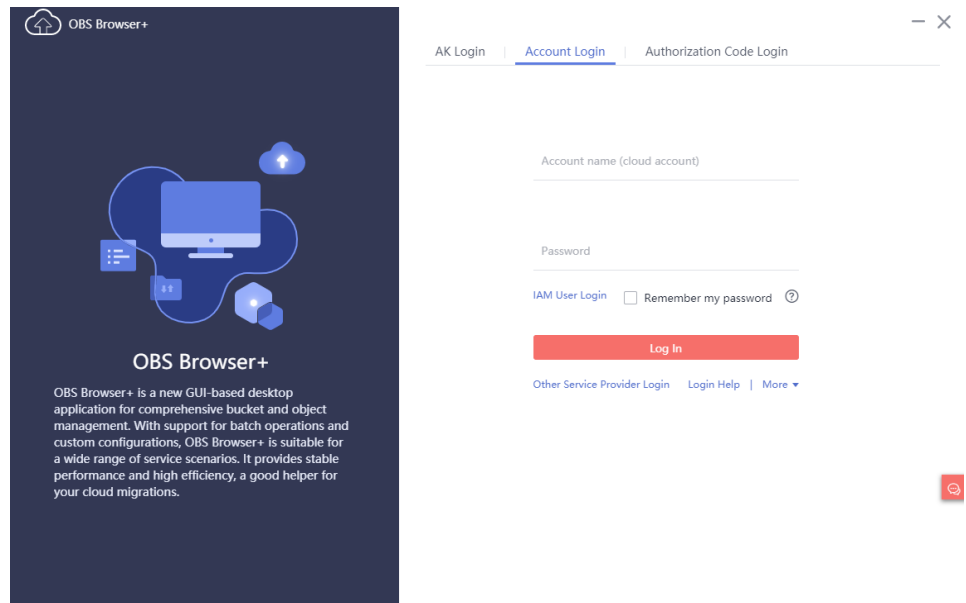 OBS Browser+
AK Login | Account Login | Authorization Code Login
Account name (cloud account)
Password
IAM User Login Remember my password ?
Log In
Other Service Provider Login Login Help | More
OBS Browser+
OBS Browser+ is a new GUI-based desktop
application for comprehensive bucket and object
management. With support for batch operations and
custom configurations, OBS Browser+ is suitable for
a wide range of service scenarios. It provides stable
performance and high efficiency, a good helper for
your cloud migrations.